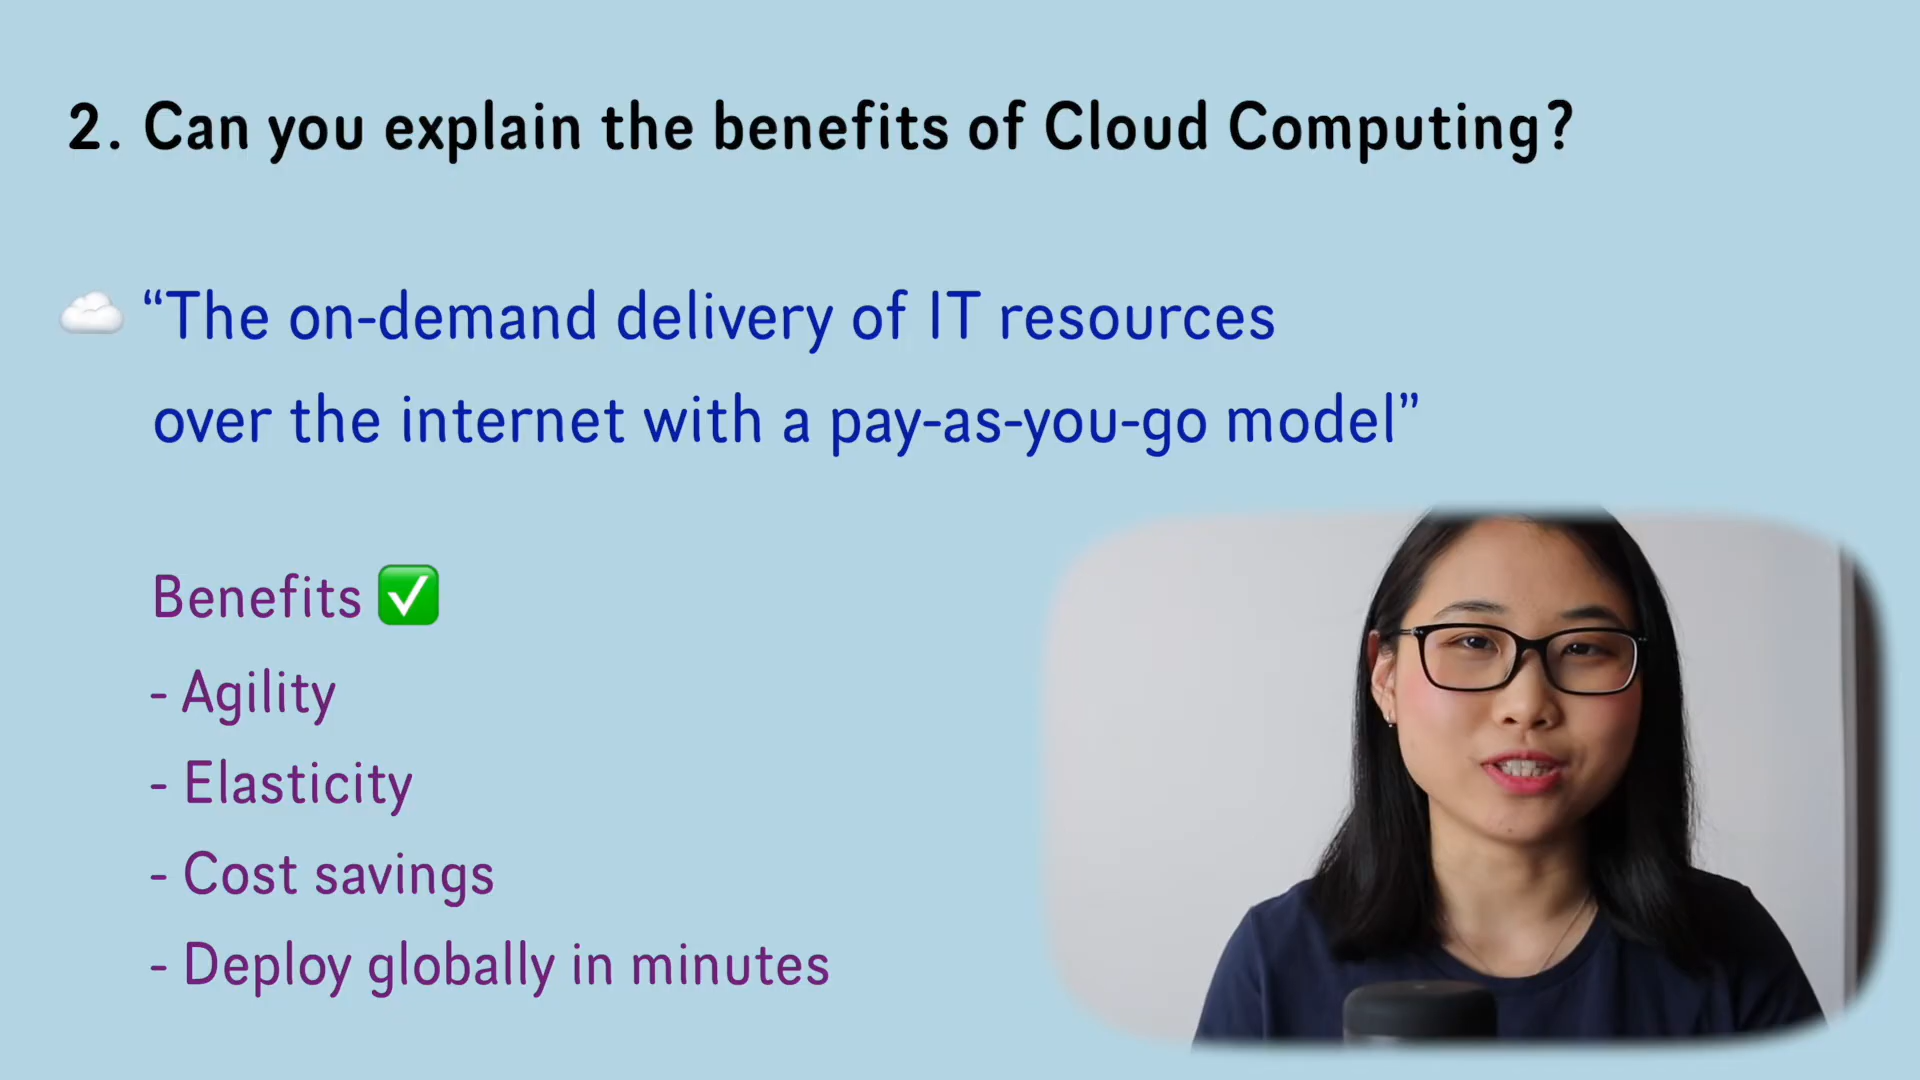 2. Can you explain the benefits of Cloud Computing?
“The on-demand delivery of IT resources
over the internet with a pay-as-you-go model”
Benefits ✅
- Agility
- Elasticity
- Cost savings
- Deploy globally in minutes